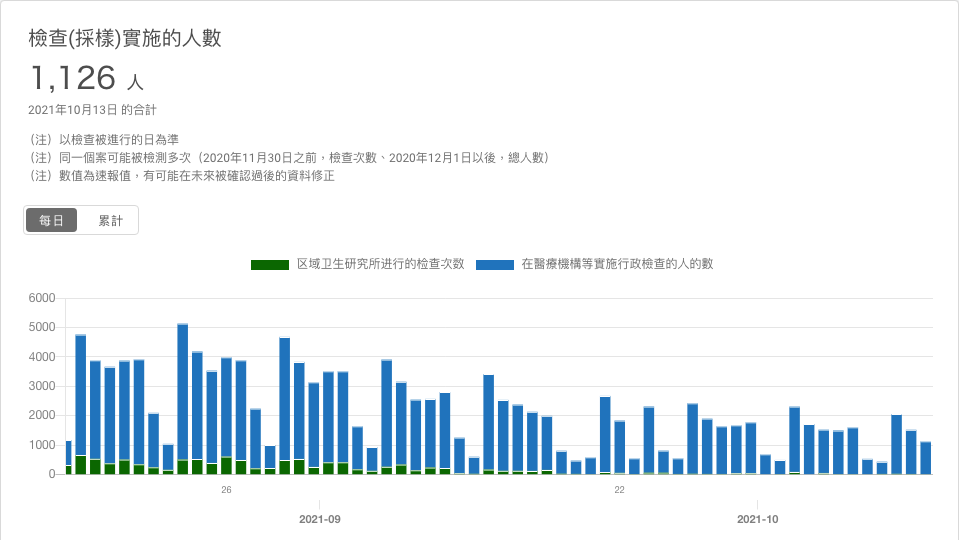 檢查(採樣)實施的人數
1,126 人
2021年10月13日 的合計
（注）以檢查被進行的日為準
（注）同一個案可能被檢測多次（2020年11月30日之前，檢查次數、2020年12月1日以後，總人數）
（注）數值為速報值，有可能在未來被確認過後的資料修正
每日 累計
区域卫生研究所进行的检查次数 在醫療機構等實施行政檢查的人的數
6000
5000
4000
3000
2000
1000
0
26 22
2021-09 2021-10